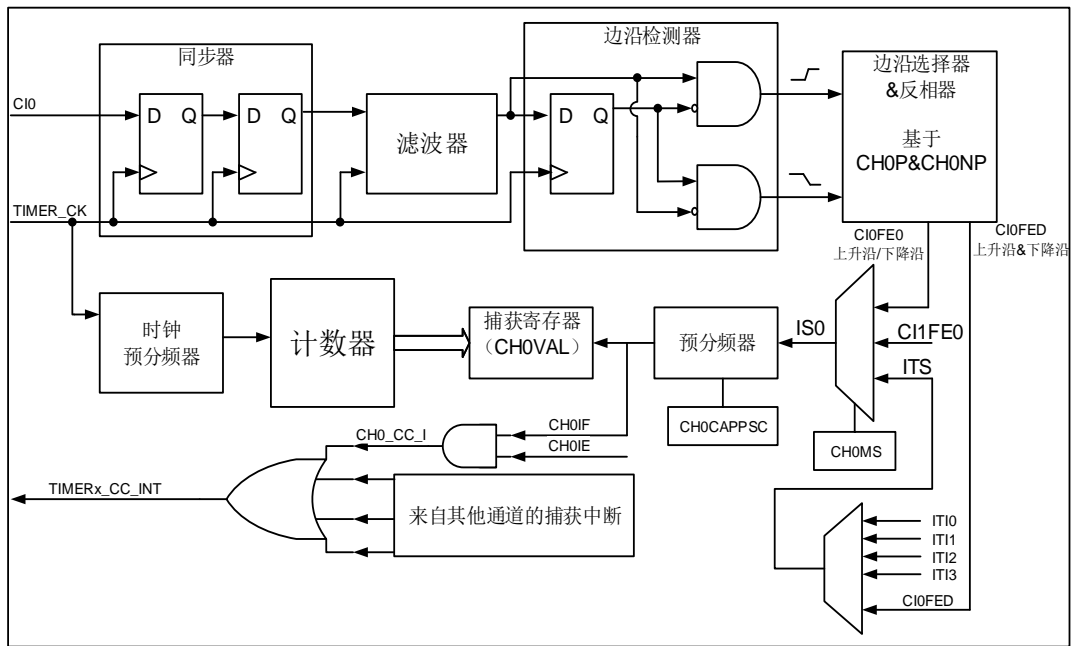 同步器
边沿检测器
CI0
D Q
D Q
滤波器
D Q
边沿选择器
&反相器
基于
CH0P&CH0NP
TIMER_CK
CI0FE0
上升沿/下降沿
CI0FED
上升沿&下降沿
时钟
预分频器
计数器
捕获寄存器
（CH0VAL）
预分频器
IS0
CI1FE0
ITS
CH0CAPPSC
CH0MS
CH0_CC_I
CH0IF
CH0IE
TIMERx_CC_INT
来自其他通道的捕获中断
ITI0
ITI1
ITI2
ITI3
CI0FED